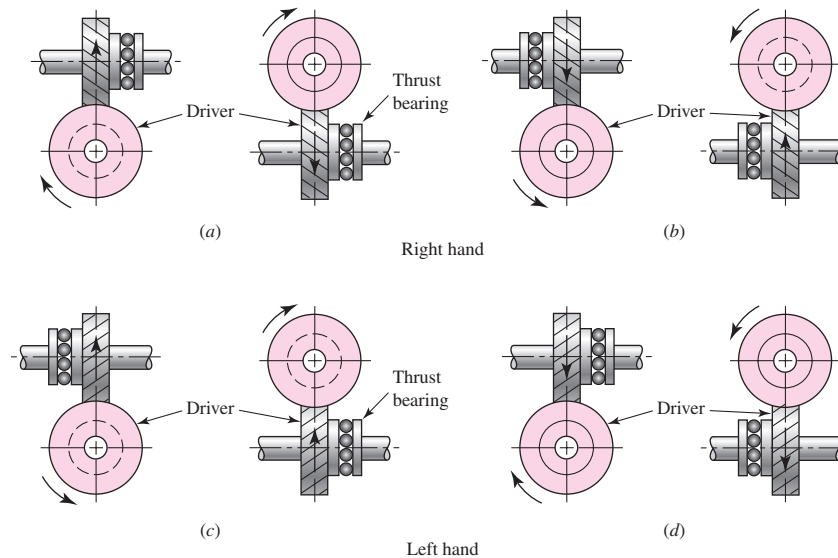 Driver
Thrust
bearing
Driver
(a)
(b)
Right hand
Driver
Thrust
bearing
Driver
(c)
(d)
Left hand